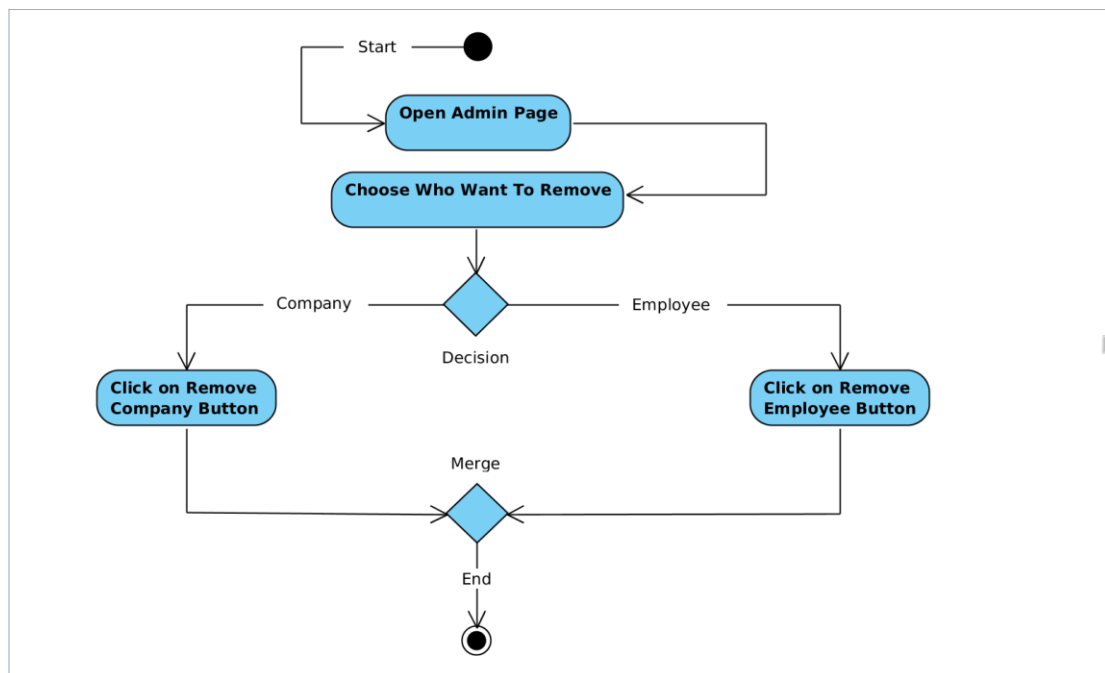 Start
Open Admin Page
Choose Who Want To Remove
Company
Employee
Decision
Click on Remove
Company Button
Click on Remove
Employee Button
Merge
End